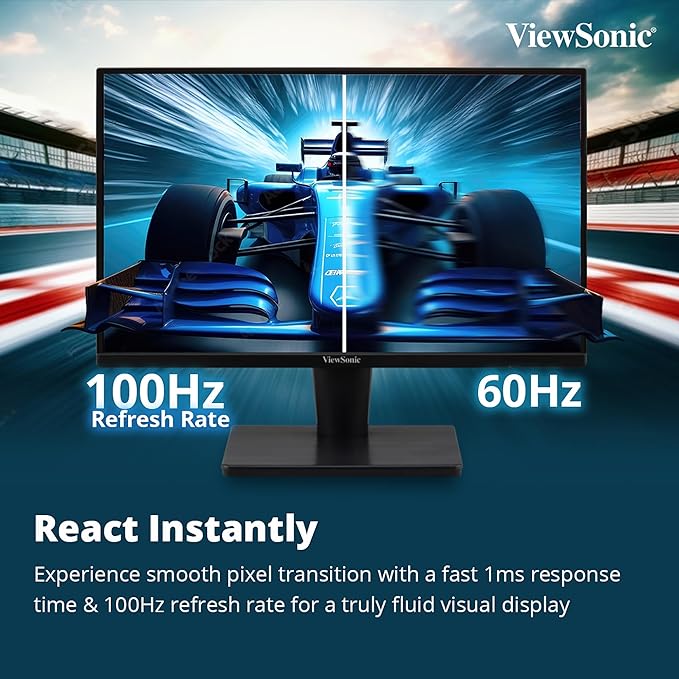 ViewSonic®
ViewSonic
100Hz
Refresh Rate
60Hz
React Instantly
Experience smooth pixel transition with a fast 1ms response
time & 100Hz refresh rate for a truly fluid visual display